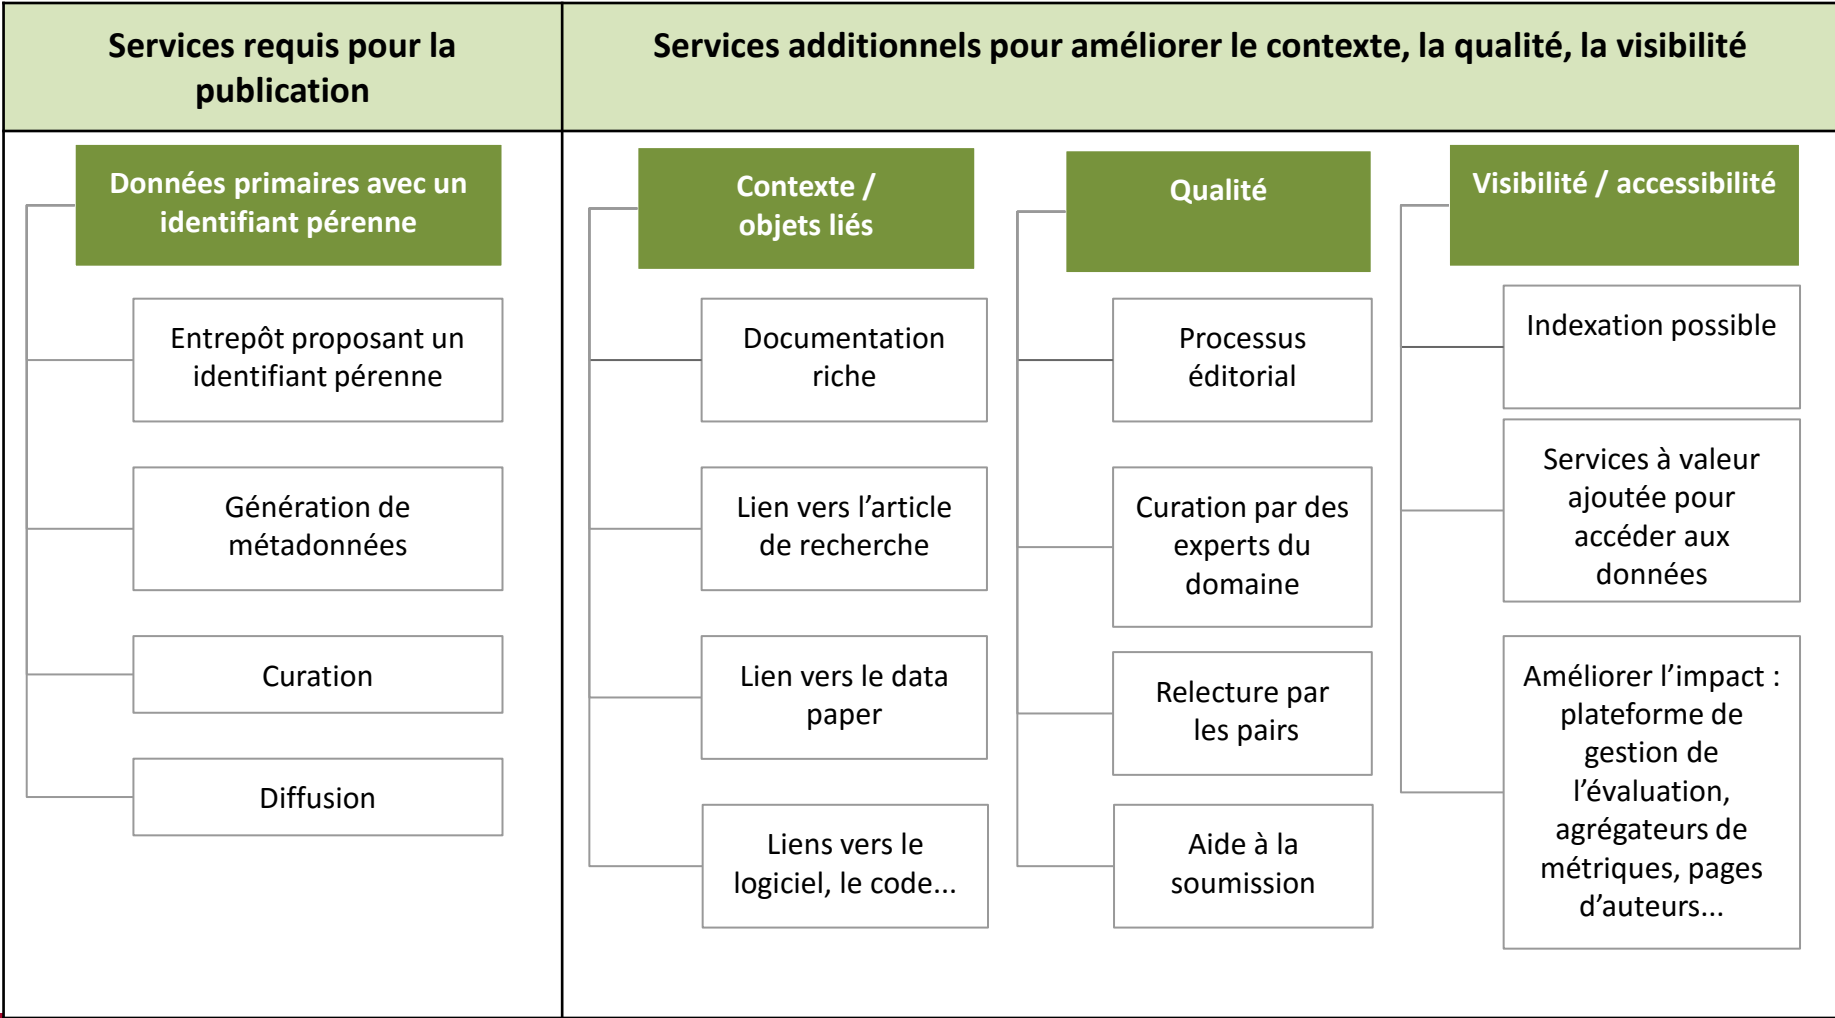 Services requis pour la
publication
Services additionnels pour améliorer le contexte, la qualité, la visibilité
Données primaires avec un
identifiant pérenne
Entrepôt proposant un
identifiant pérenne
Génération de
métadonnées
Curation
Diffusion
Contexte /
objets liés
Documentation
riche
Lien vers l’article
de recherche
Lien vers le data
paper
Liens vers le
logiciel, le code...
Qualité
Processus
éditorial
Curation par des
experts du
domaine
Relecture par
les pairs
Aide à la
soumission
Visibilité / accessibilité
Indexation possible
Services à valeur
ajoutée pour
accéder aux
données
Améliorer l’impact :
plateforme de
gestion de
l’évaluation,
agrégateurs de
métriques, pages
d’auteurs...